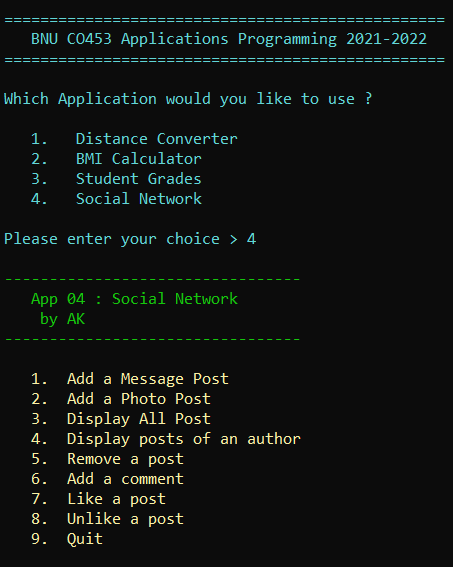 =================================================
BNU CO453 Applications Programming 2021-2022
=================================================
Which Application would you like to use ?
1. Distance Converter
2. BMI Calculator
3. Student Grades
4. Social Network
Please enter your choice > 4
---------------------------------
App 04 : Social Network
by AK
---------------------------------
1. Add a Message Post
2. Add a Photo Post
3. Display All Post
4. Display posts of an author
5. Remove a post
6. Add a comment
7. Like a post
8. Unlike a post
9. Quit